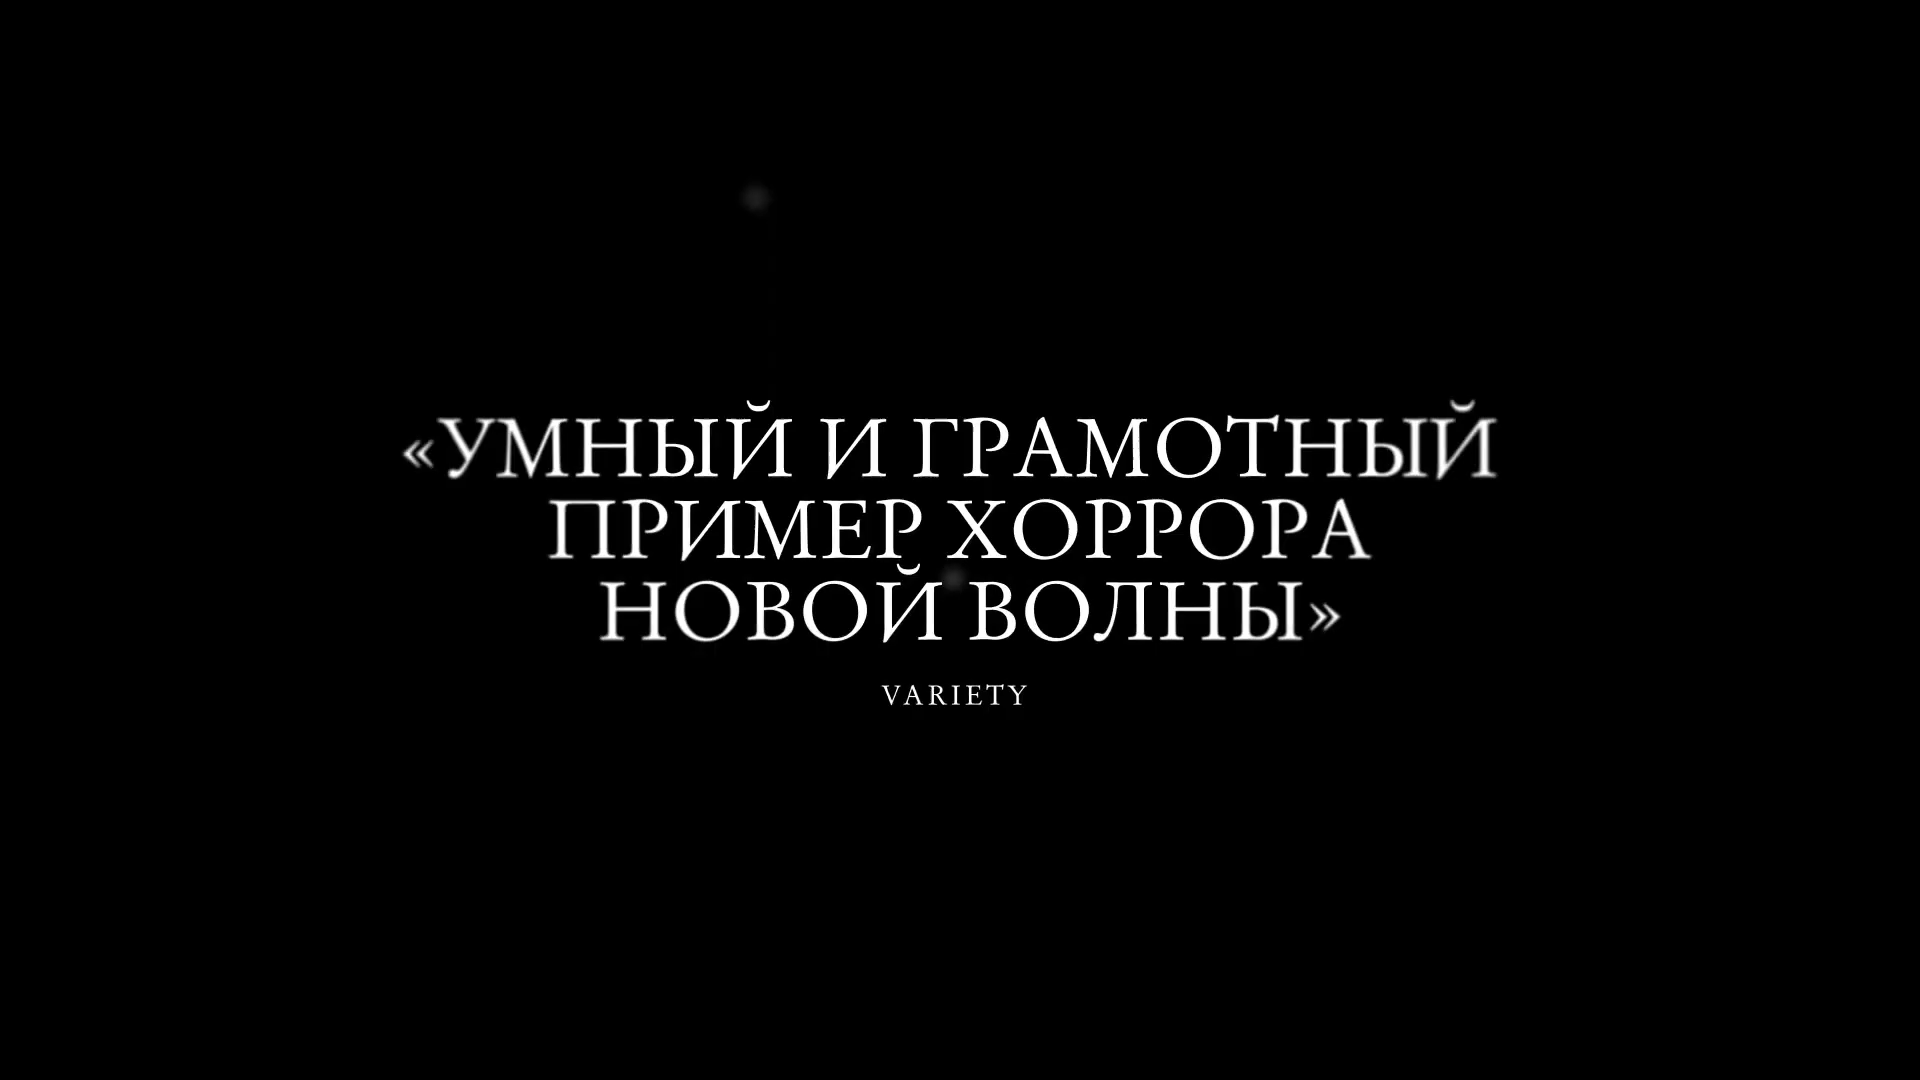 «УМНЫЙ И ГРАМОТНЫЙ
ПРИМЕР ХОРРОРА
НОВОЙ ВОЛНЫ»
VARIETY